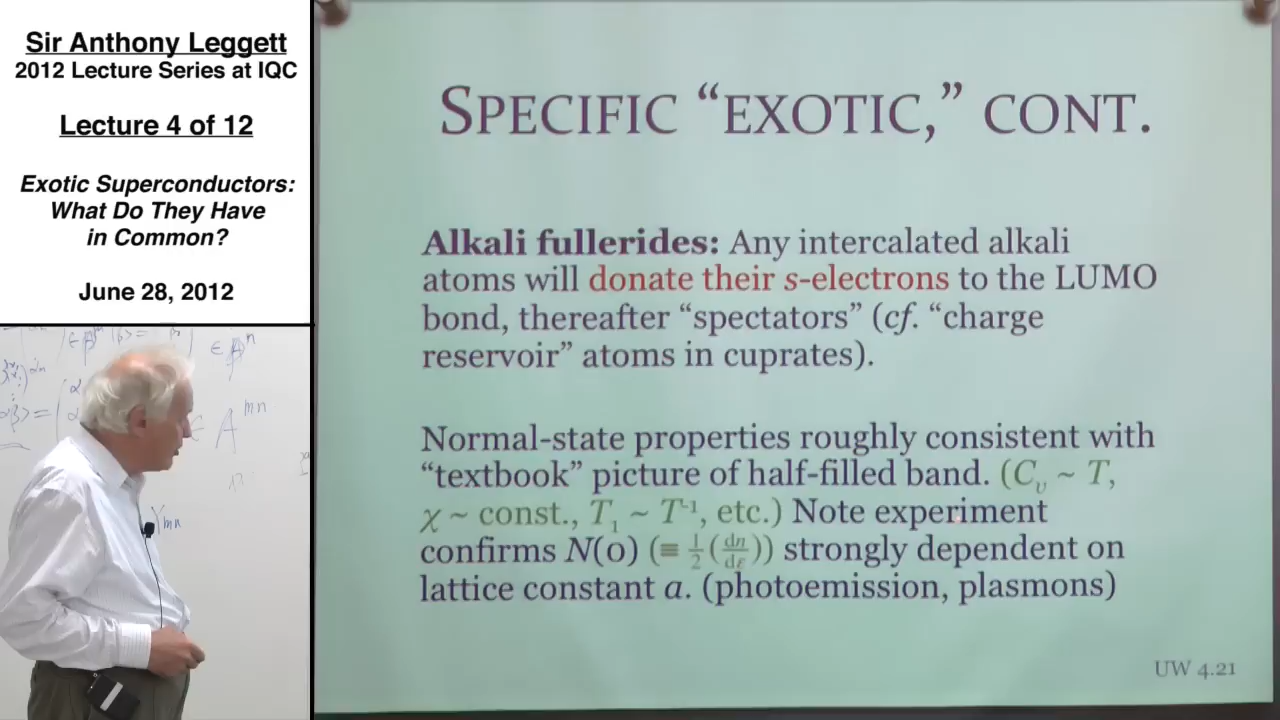 Sir Anthony Leggett
2012 Lecture Series at IQC
Lecture 4 of 12
Exotic Superconductors:
What Do They Have
in Common?
June 28, 2012
SPECIFIC “EXOTIC,” CONT.
Alkali fullerides: Any intercalated alkali
atoms will donate their s-electrons to the LUMO
bond, thereafter “spectators” (cf. “charge
reservoir” atoms in cuprates).
Normal-state properties roughly consistent with
“textbook” picture of half-filled band. (Cᵥ ~ T,
χ ~ const., T₁ ~ T⁻¹, etc.) Note experiment
confirms N(0) (≡ ½(dn/dε)) strongly dependent on
lattice constant a. (photoemission, plasmons)
UW 4.21
∈ A^mn
mn